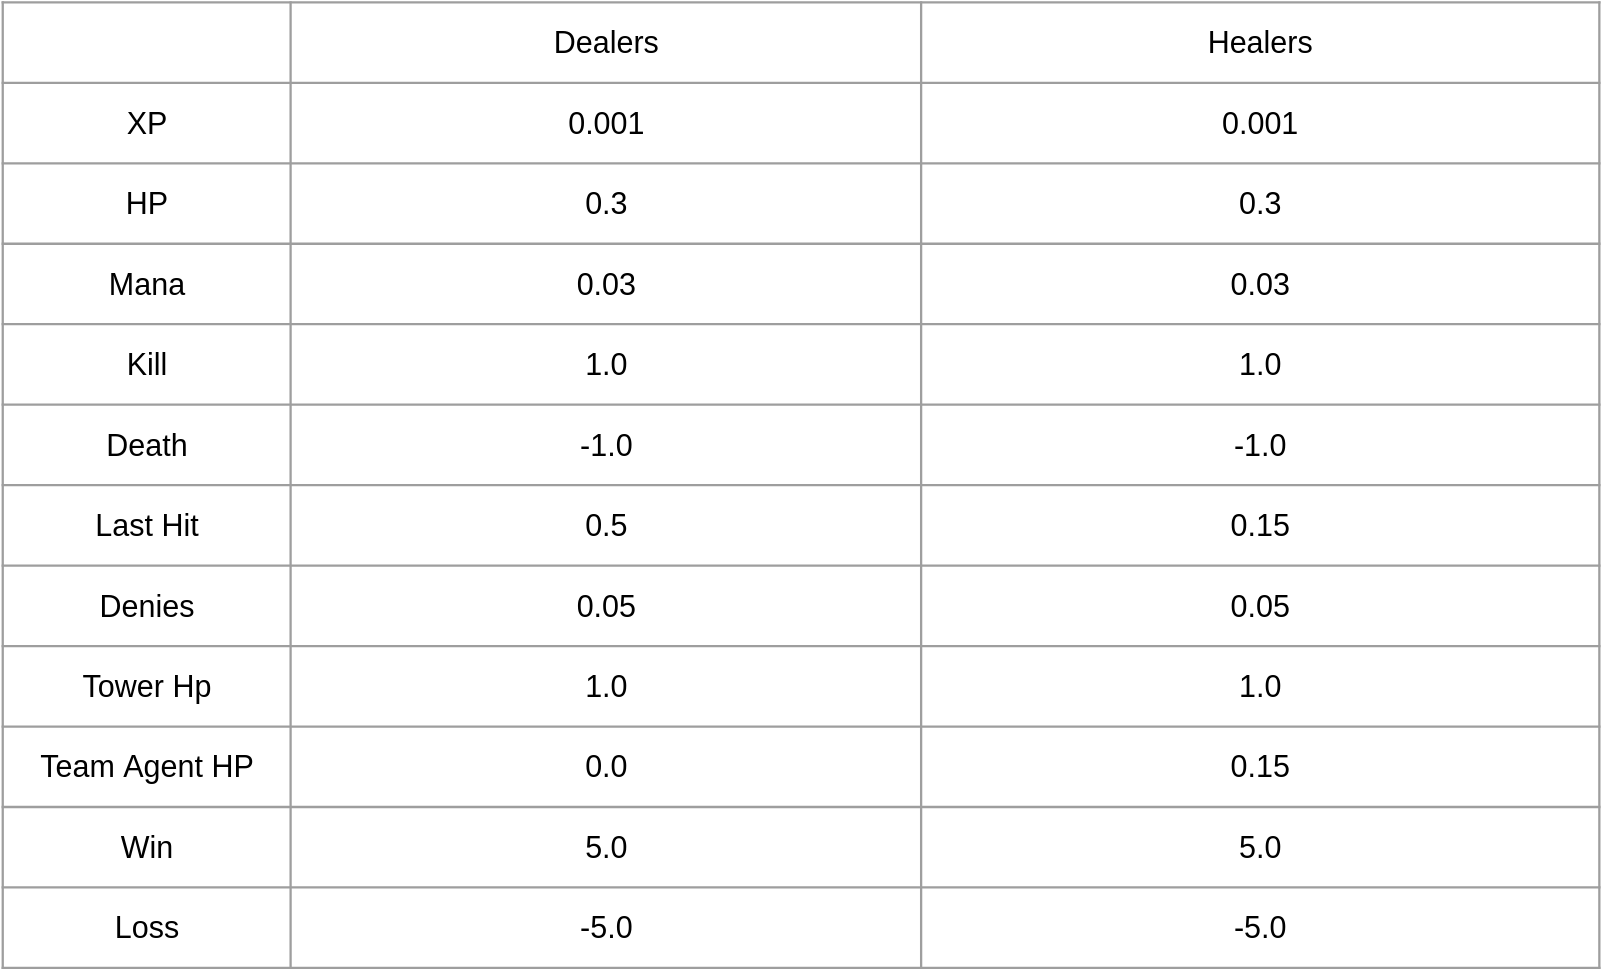 Dealers Healers
XP 0.001 0.001
HP 0.3 0.3
Mana 0.03 0.03
Kill 1.0 1.0
Death -1.0 -1.0
Last Hit 0.5 0.15
Denies 0.05 0.05
Tower Hp 1.0 1.0
Team Agent HP 0.0 0.15
Win 5.0 5.0
Loss -5.0 -5.0